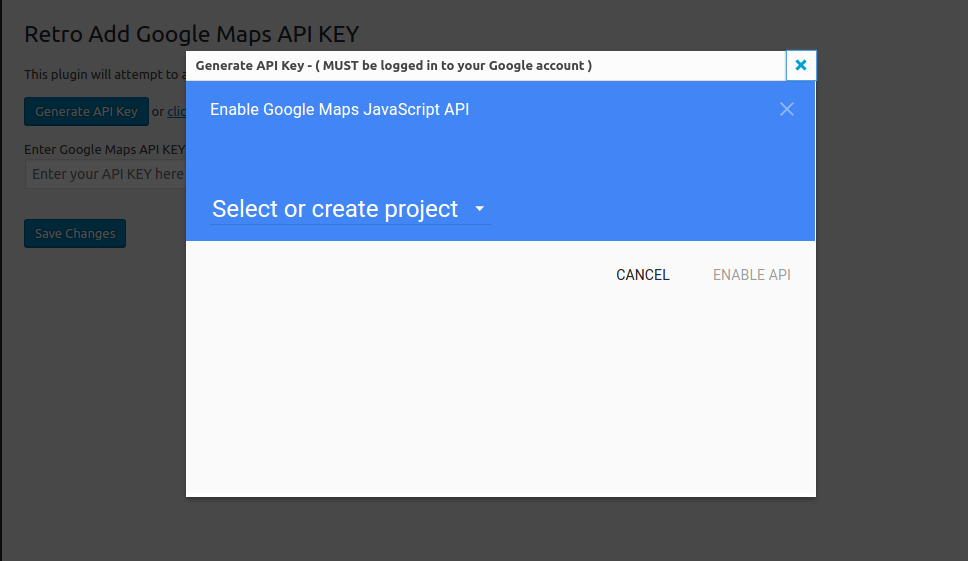 Retro Add Google Maps API KEY
Generate API Key - ( MUST be logged in to your Google account )
This plugin will attempt to a
Enable Google Maps JavaScript API
Generate API Key or clic
Enter Google Maps API KEY
Enter your API KEY here
Select or create project
Save Changes
CANCEL ENABLE API